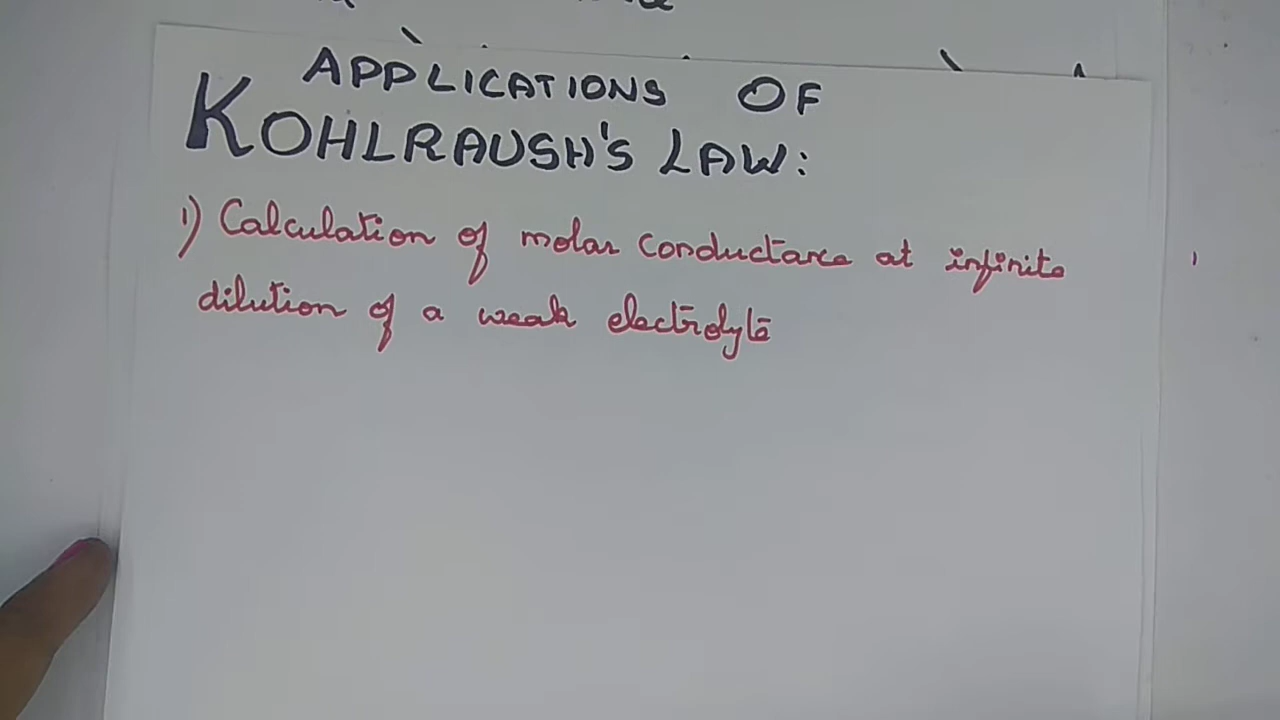 APPLICATIONS OF
KOHLRAUSH'S LAW:
1) Calculation of molar conductance at infinite
dilution of a weak electrolyte